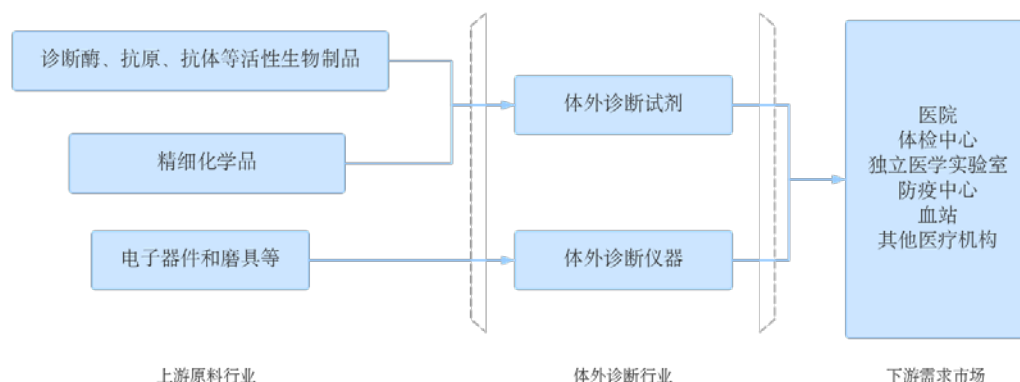 诊断酶、抗原、抗体等活性生物制品
精细化学品
电子器件和磨具等
体外诊断试剂
体外诊断仪器
医院
体检中心
独立医学实验室
防疫中心
血站
其他医疗机构
上游原料行业
体外诊断行业
下游需求市场